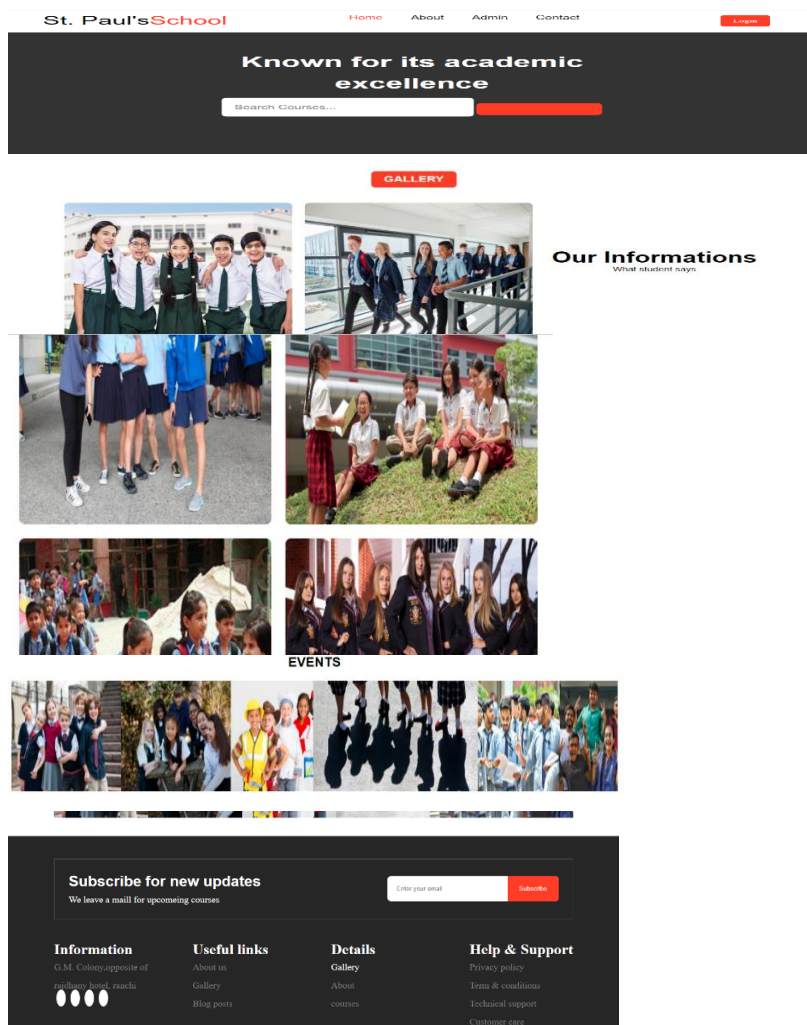 St. Paul'sSchool
Home About Admin Contact
Login
Known for its academic
excellence
Search Courses...
GALLERY
Our Informations
What student says
EVENTS
Subscribe for new updates
We leave a maill for upcomeing courses
Enter your email
Subscribe
Information
G.M. Colony,opposite of
rajdhany hotel, ranchi
Useful links
About us
Gallery
Blog posts
Details
Gallery
About
courses
Help & Support
Privacy policy
Term & conditions
Technical support
Customer care